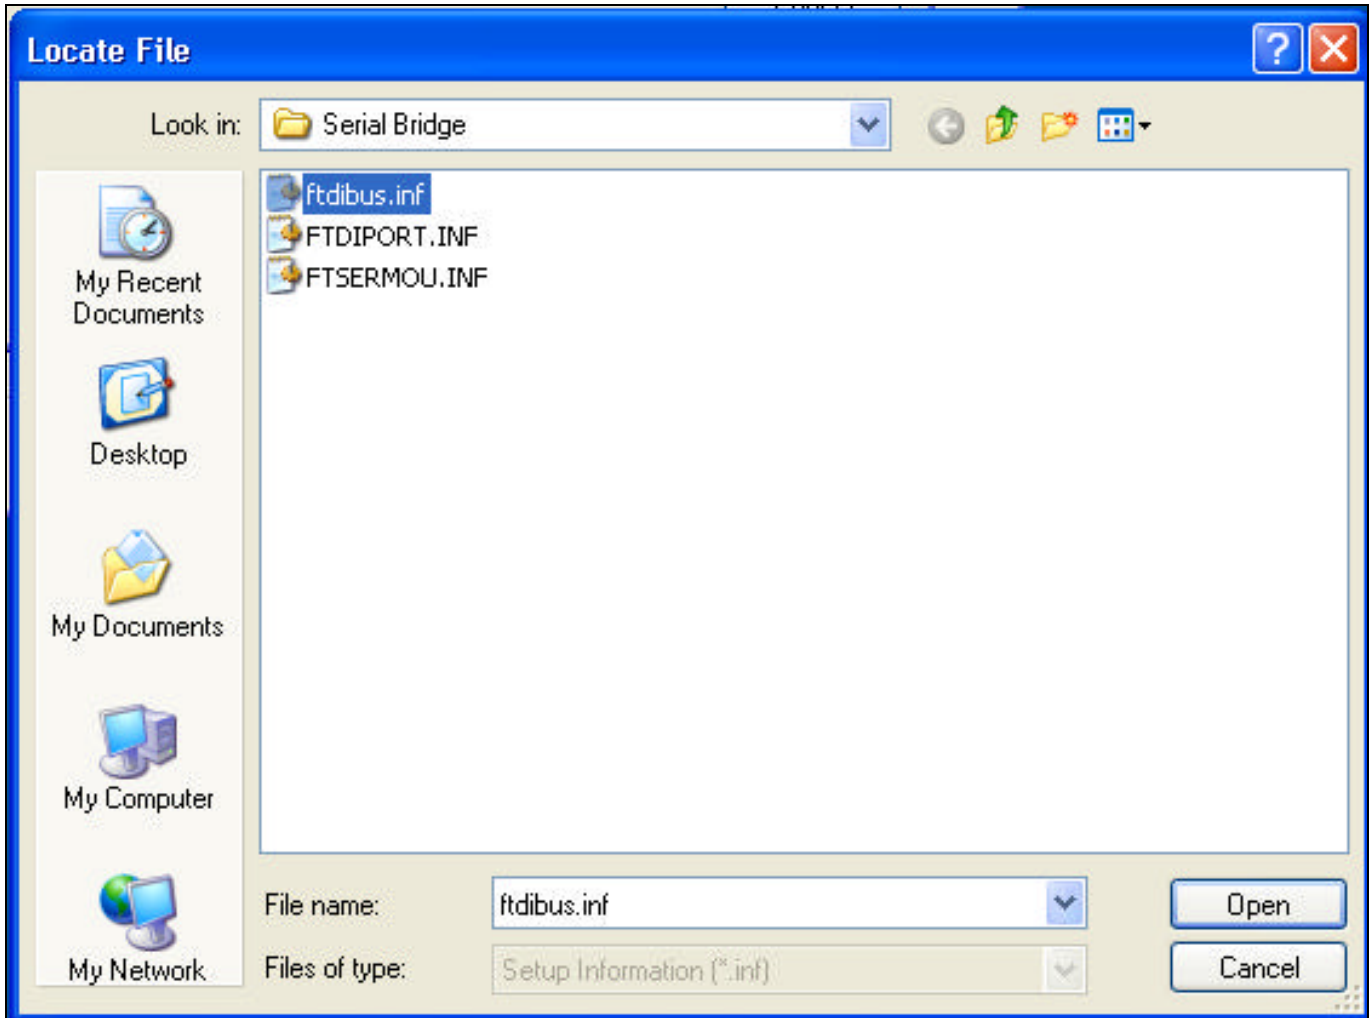 Locate File
Look in: Serial Bridge
ftdibus.inf
FTDIPORT.INF
FTSERMOU.INF
My Recent
Documents
Desktop
My Documents
My Computer
My Network
File name: ftdibus.inf Open
Files of type: Setup Information (*.inf) Cancel